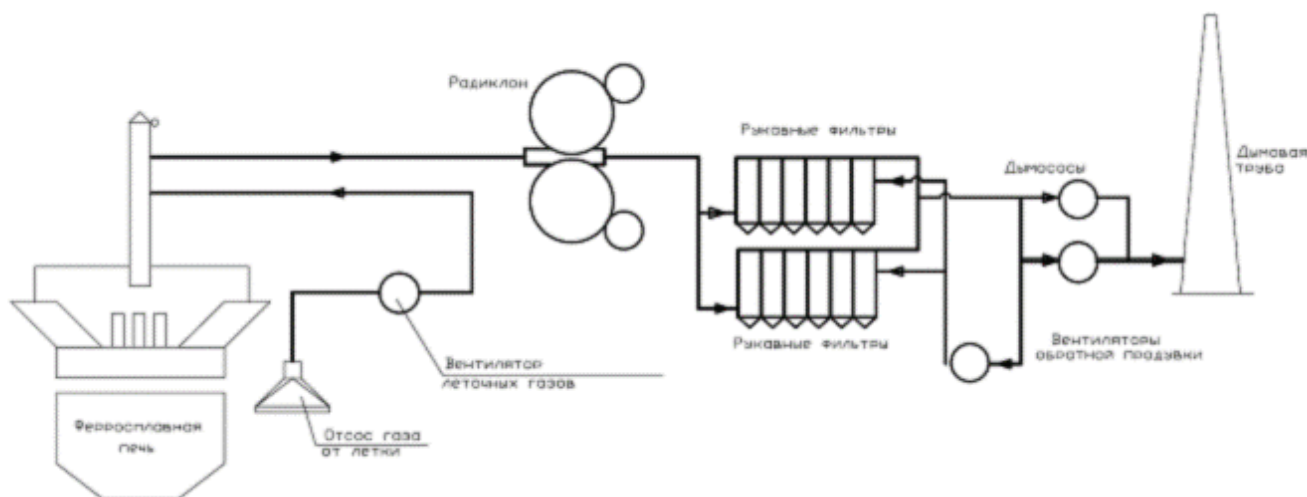 Радиклон
Рукавные фильтры
Дымососы
Дымовая
труба
Вентилятор
леточных газов
Рукавные фильтры
Вентиляторы
обратной продувки
Ферросплавная
печь
Отсос газа
от летки